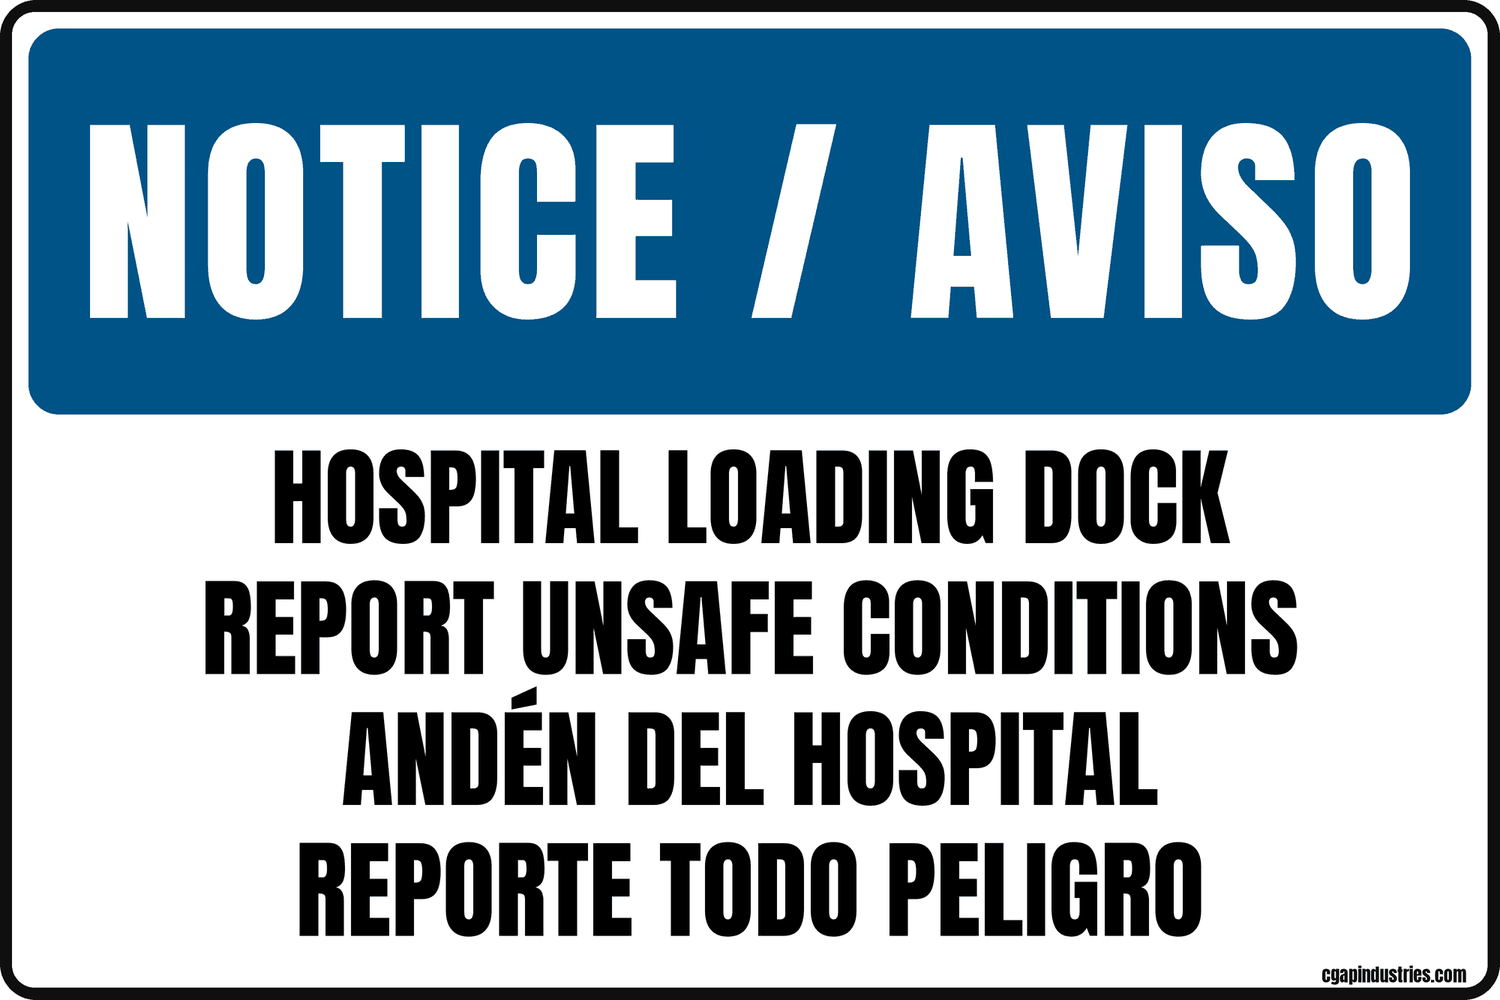 NOTICE / AVISO
HOSPITAL LOADING DOCK
REPORT UNSAFE CONDITIONS
ANDÉN DEL HOSPITAL
REPORTE TODO PELIGRO
cgapindustries.com